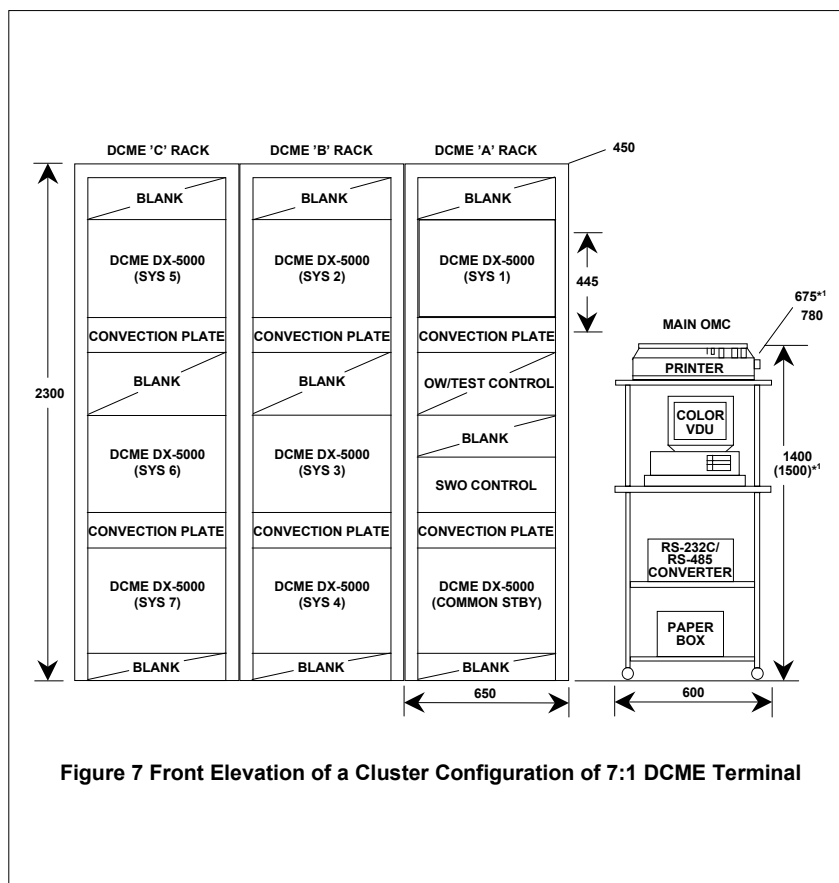 DCME 'C' RACK
DCME 'B' RACK
DCME 'A' RACK
450
BLANK
BLANK
BLANK
DCME DX-5000
(SYS 5)
DCME DX-5000
(SYS 2)
DCME DX-5000
(SYS 1)
445
CONVECTION PLATE
CONVECTION PLATE
CONVECTION PLATE
MAIN OMC
675*1
780
2300
BLANK
BLANK
OW/TEST CONTROL
PRINTER
BLANK
COLOR
VDU
1400
(1500)*1
DCME DX-5000
(SYS 6)
DCME DX-5000
(SYS 3)
SWO CONTROL
CONVECTION PLATE
CONVECTION PLATE
CONVECTION PLATE
RS-232C/
RS-485
CONVERTER
DCME DX-5000
(SYS 7)
DCME DX-5000
(SYS 4)
DCME DX-5000
(COMMON STBY)
PAPER
BOX
BLANK
BLANK
BLANK
650
600
Figure 7 Front Elevation of a Cluster Configuration of 7:1 DCME Terminal